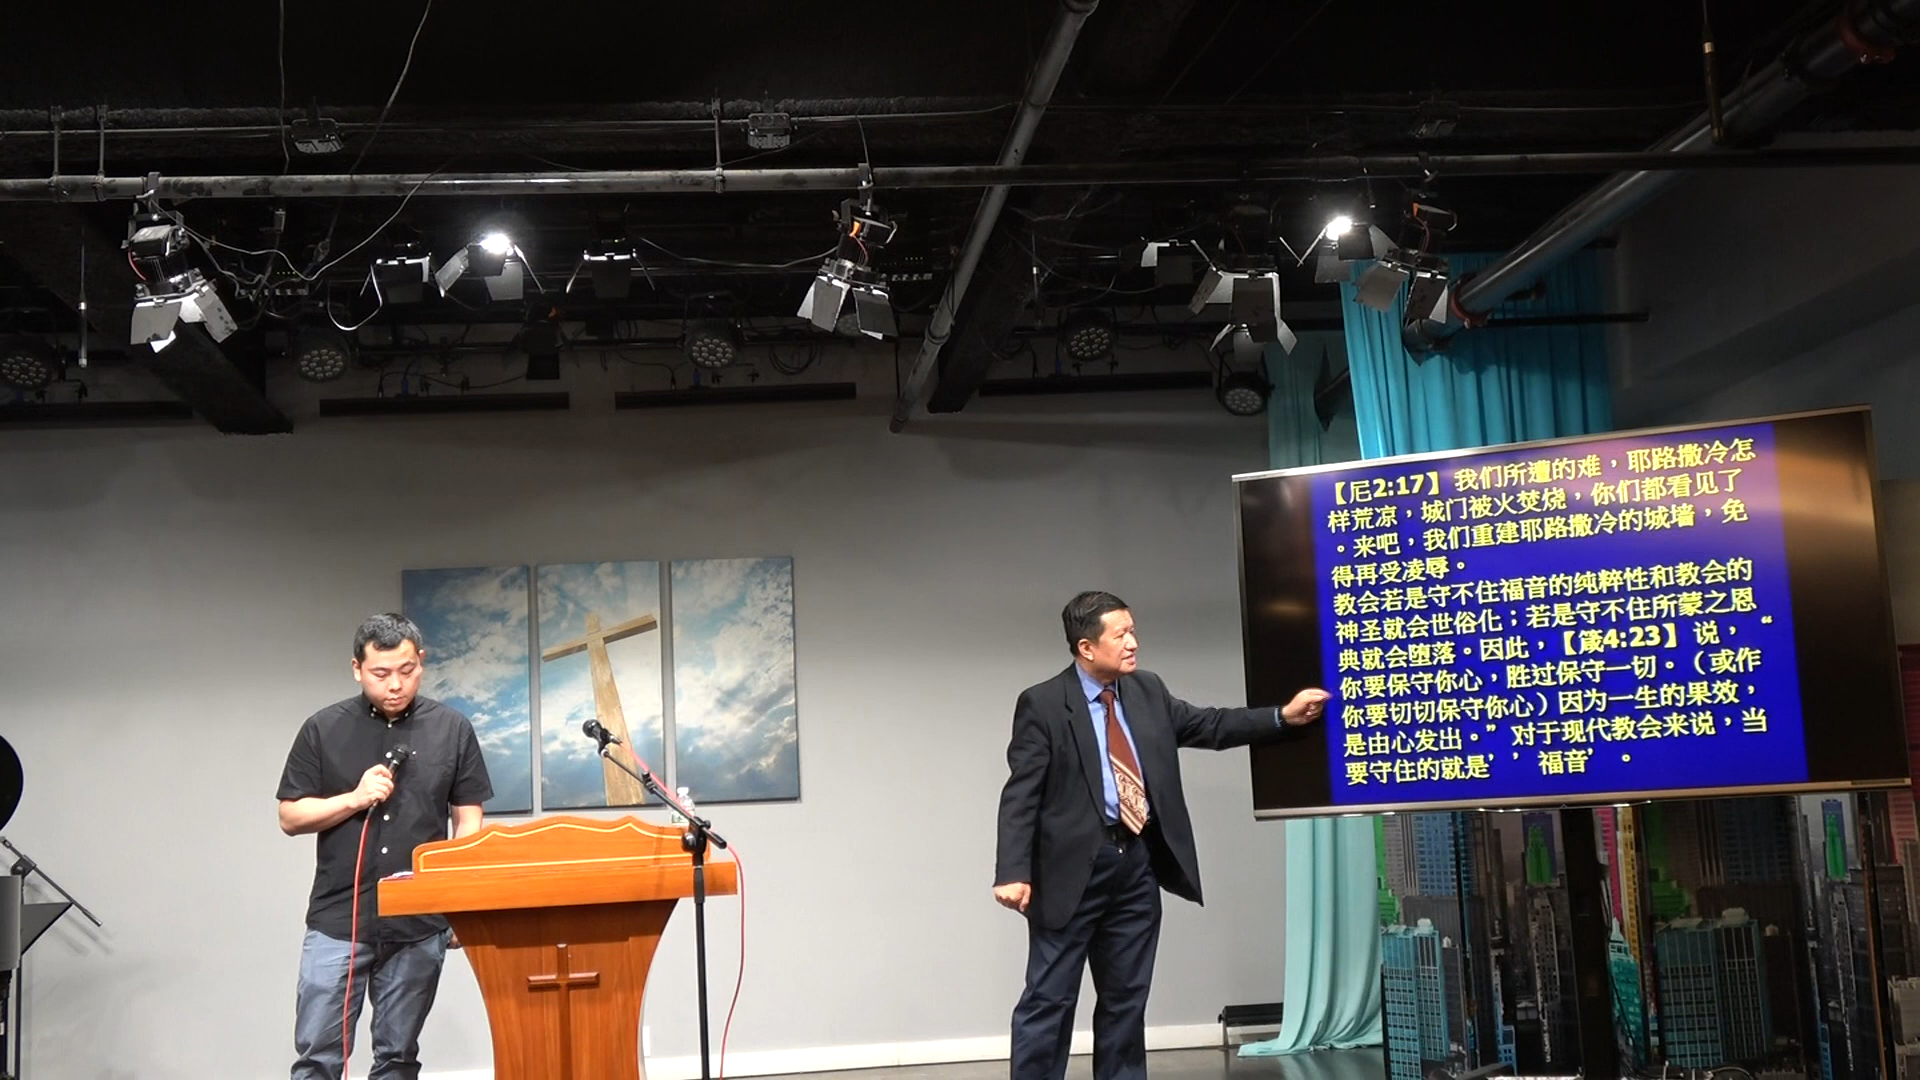 【尼2:17】 我们所遭的难，耶路撒冷怎
样荒凉，城门被火焚烧，你们都看见了
。来吧，我们重建耶路撒冷的城墙，免
得再受凌辱。
教会若是守不住福音的纯粹性和教会的
神圣就会世俗化；若是守不住所蒙之恩
典就会堕落。因此，【箴4:23】 说，“
你要保守你心，胜过保守一切。（或作
你要切切保守你心）因为一生的果效，
是由心发出。” 对于现代教会来说，当
要守住的就是’’福音’。